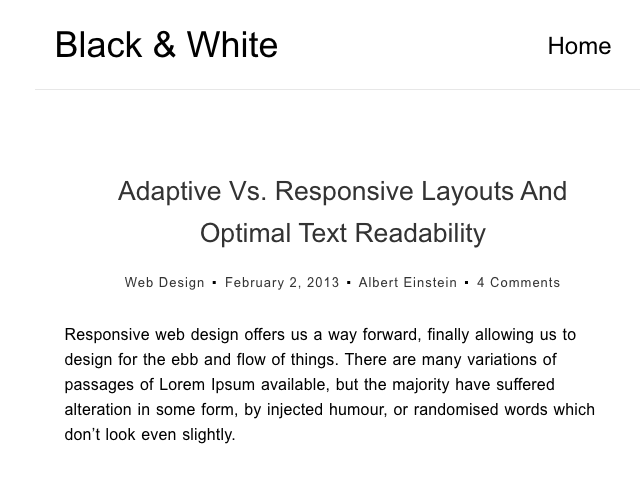 Black & White
Home
Adaptive Vs. Responsive Layouts And
Optimal Text Readability
Web Design ▪ February 2, 2013 ▪ Albert Einstein ▪ 4 Comments
Responsive web design offers us a way forward, finally allowing us to
design for the ebb and flow of things. There are many variations of
passages of Lorem Ipsum available, but the majority have suffered
alteration in some form, by injected humour, or randomised words which
don’t look even slightly.